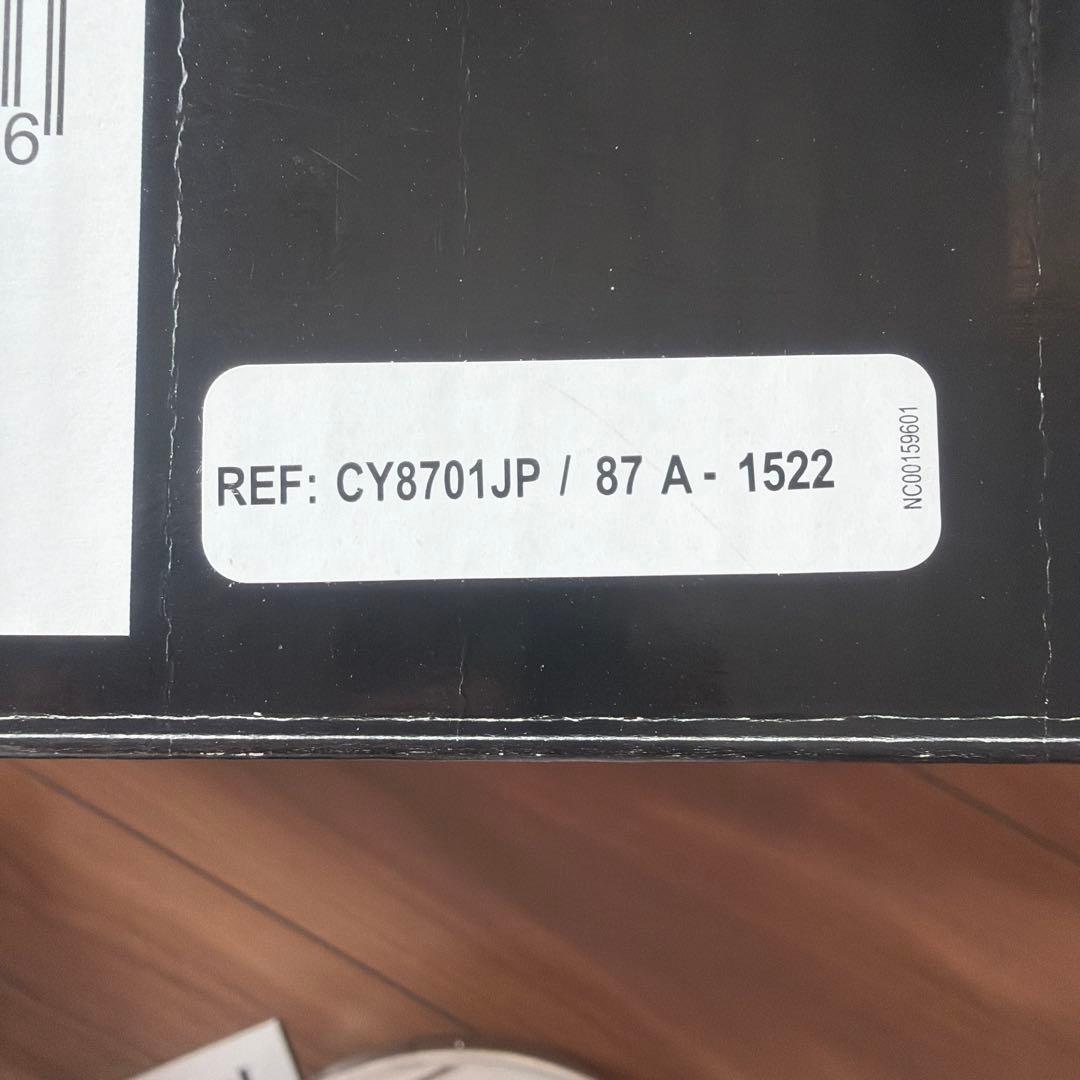 6
REF: CY8701JP / 87 A - 1522
NC00159601